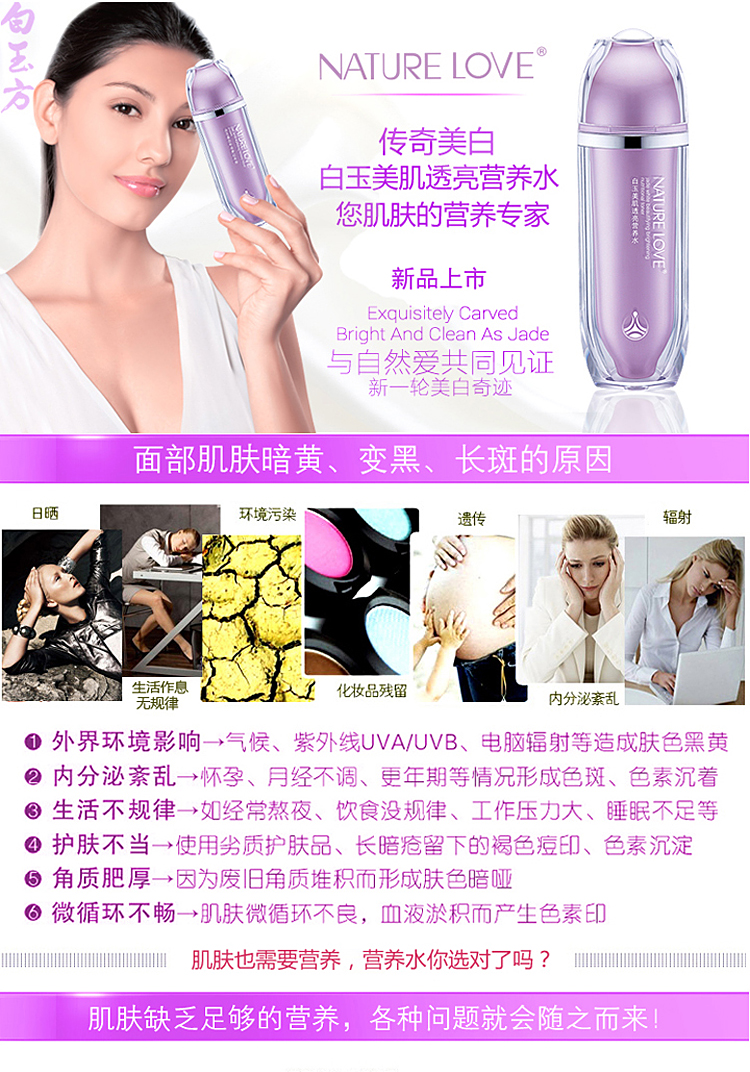 白玉方
NATURE LOVE®
传奇美白
白玉美肌透亮营养水
您肌肤的营养专家
新品上市
Exquisitely Carved
Bright And Clean As Jade
与自然爱共同见证
新一轮美白奇迹
NATURE LOVE
NATURE LOVE®
jade white beautifying brightening
nutritional toner
白玉美肌透亮营养水
面部肌肤暗黄、变黑、长斑的原因
日晒
环境污染
遗传
辐射
生活作息
无规律
化妆品残留
内分泌紊乱
❶ 外界环境影响→气候、紫外线UVA/UVB、电脑辐射等造成肤色黑黄
❷ 内分泌紊乱→怀孕、月经不调、更年期等情况形成色斑、色素沉着
❸ 生活不规律→如经常熬夜、饮食没规律、工作压力大、睡眠不足等
❹ 护肤不当→使用劣质护肤品、长暗疮留下的褐色痘印、色素沉淀
❺ 角质肥厚→因为废旧角质堆积而形成肤色暗哑
❻ 微循环不畅→肌肤微循环不良，血液淤积而产生色素印
肌肤也需要营养，营养水你选对了吗？
肌肤缺乏足够的营养，各种问题就会随之而来！